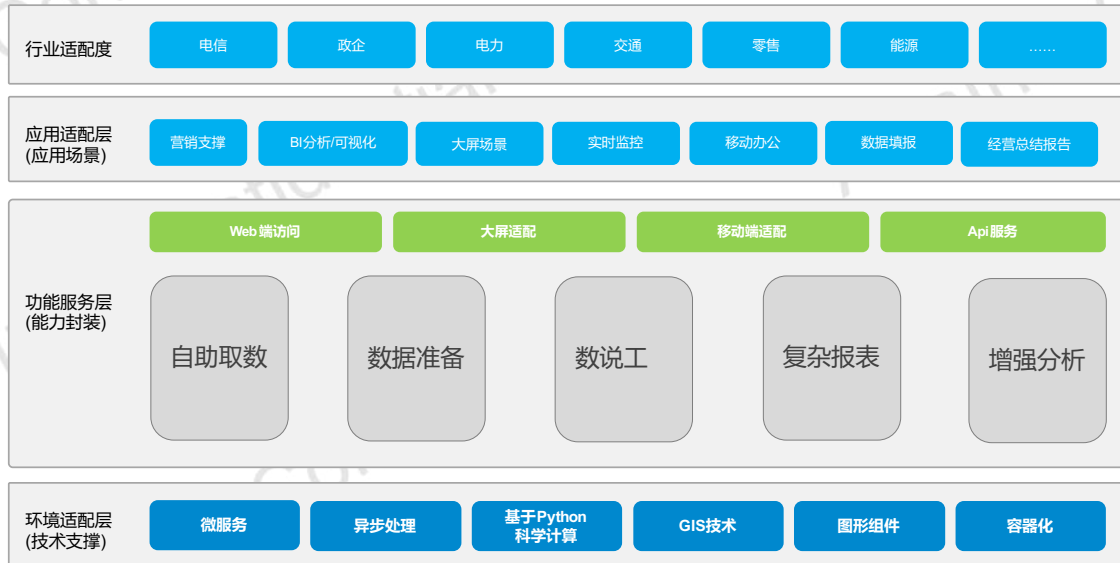 行业适配度
电信
政企
电力
交通
零售
能源
……
应用适配层
(应用场景)
营销支撑
BI分析/可视化
大屏场景
实时监控
移动办公
数据填报
经营总结报告
功能服务层
(能力封装)
Web端访问
大屏适配
移动端适配
Api服务
自助取数
数据准备
数说工
复杂报表
增强分析
环境适配层
(技术支撑)
微服务
异步处理
基于Python
科学计算
GIS技术
图形组件
容器化